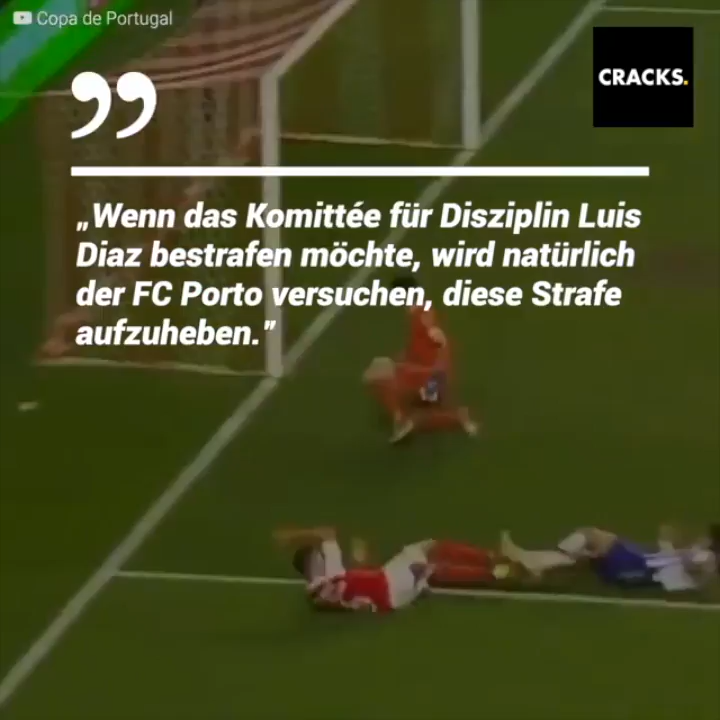 Copa de Portugal
CRACKS.
”
„Wenn das Komittée für Disziplin Luis
Diaz bestrafen möchte, wird natürlich
der FC Porto versuchen, diese Strafe
aufzuheben."